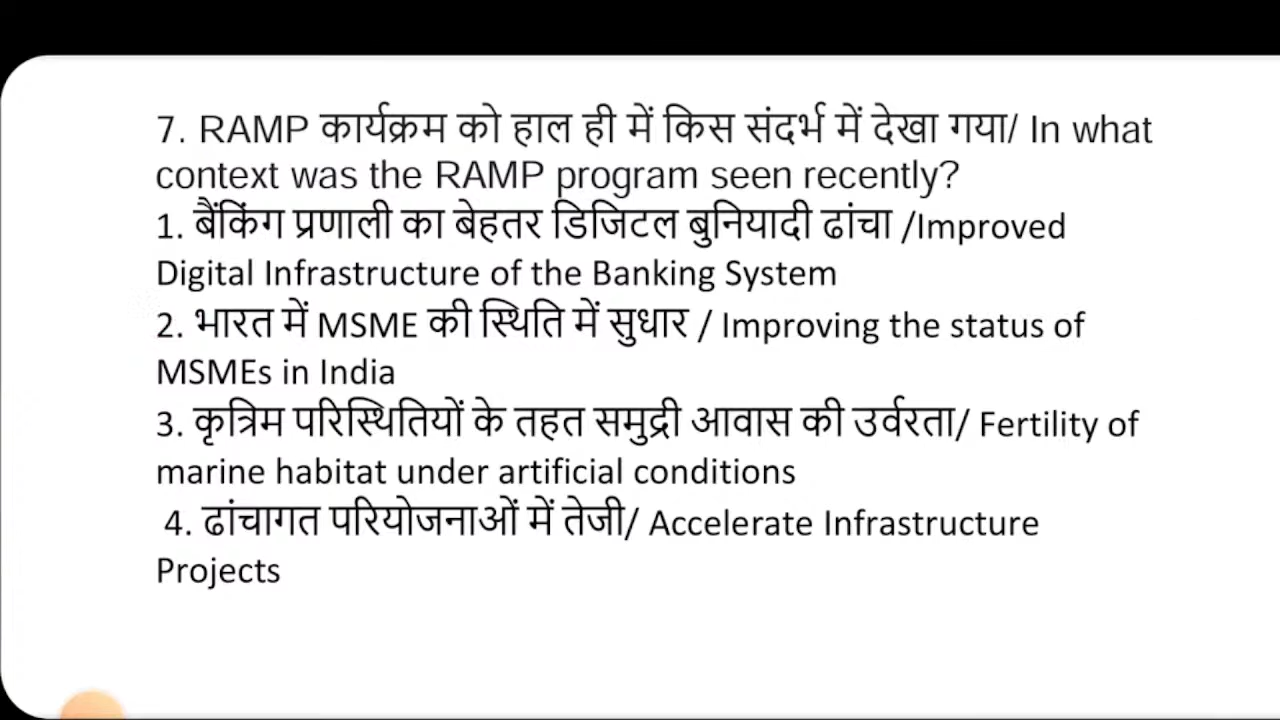 7. RAMP कार्यक्रम को हाल ही में किस संदर्भ में देखा गया/ In what
context was the RAMP program seen recently?
1. बैंकिंग प्रणाली का बेहतर डिजिटल बुनियादी ढांचा /Improved
Digital Infrastructure of the Banking System
2. भारत में MSME की स्थिति में सुधार / Improving the status of
MSMEs in India
3. कृत्रिम परिस्थितियों के तहत समुद्री आवास की उर्वरता/ Fertility of
marine habitat under artificial conditions
4. ढांचागत परियोजनाओं में तेजी/ Accelerate Infrastructure
Projects